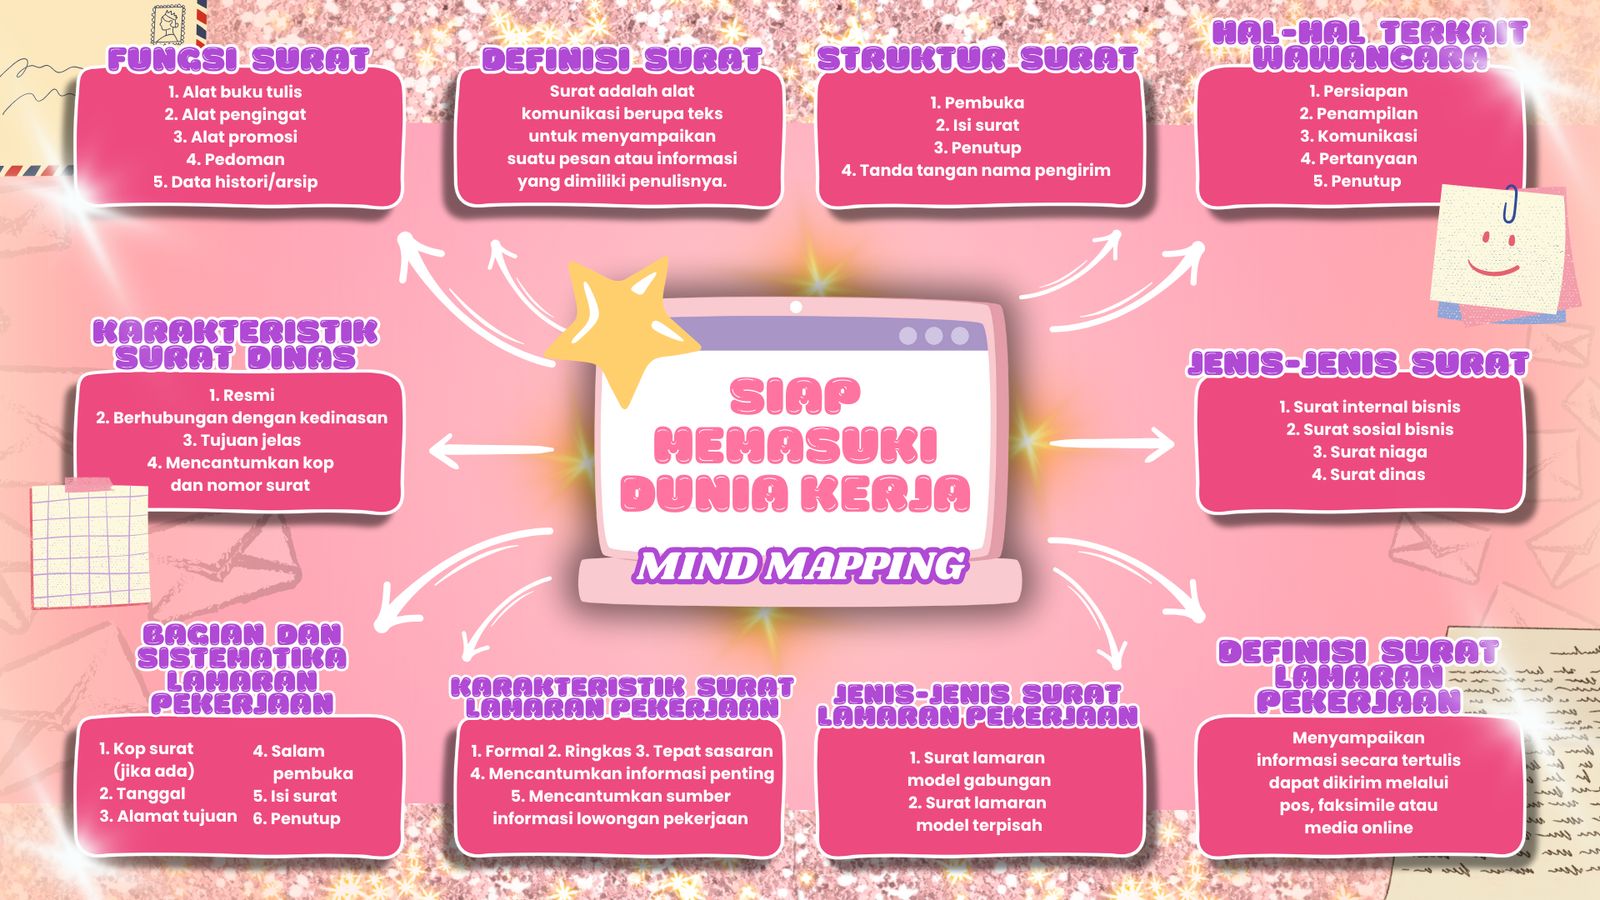 FUNGSI SURAT
1. Alat buku tulis
2. Alat pengingat
3. Alat promosi
4. Pedoman
5. Data histori/arsip
DEFINISI SURAT
Surat adalah alat
komunikasi berupa teks
untuk menyampaikan
suatu pesan atau informasi
yang dimiliki penulisnya.
STRUKTUR SURAT
1. Pembuka
2. Isi surat
3. Penutup
4. Tanda tangan nama pengirim
HAL-HAL TERKAIT
WAWANCARA
1. Persiapan
2. Penampilan
3. Komunikasi
4. Pertanyaan
5. Penutup
KARAKTERISTIK
SURAT DINAS
1. Resmi
2. Berhubungan dengan kedinasan
3. Tujuan jelas
4. Mencantumkan kop
dan nomor surat
SIAP
MEMASUKI
DUNIA KERJA
MIND MAPPING
JENIS-JENIS SURAT
1. Surat internal bisnis
2. Surat sosial bisnis
3. Surat niaga
4. Surat dinas
BAGIAN DAN
SISTEMATIKA
LAMARAN
PEKERJAAN
1. Kop surat
(jika ada)
2. Tanggal
3. Alamat tujuan
4. Salam
pembuka
5. Isi surat
6. Penutup
KARAKTERISTIK SURAT
LAMARAN PEKERJAAN
1. Formal 2. Ringkas 3. Tepat sasaran
4. Mencantumkan informasi penting
5. Mencantumkan sumber
informasi lowongan pekerjaan
JENIS-JENIS SURAT
LAMARAN PEKERJAAN
1. Surat lamaran
model gabungan
2. Surat lamaran
model terpisah
DEFINISI SURAT
LAMARAN
PEKERJAAN
Menyampaikan
informasi secara tertulis
dapat dikirim melalui
pos, faksimile atau
media online